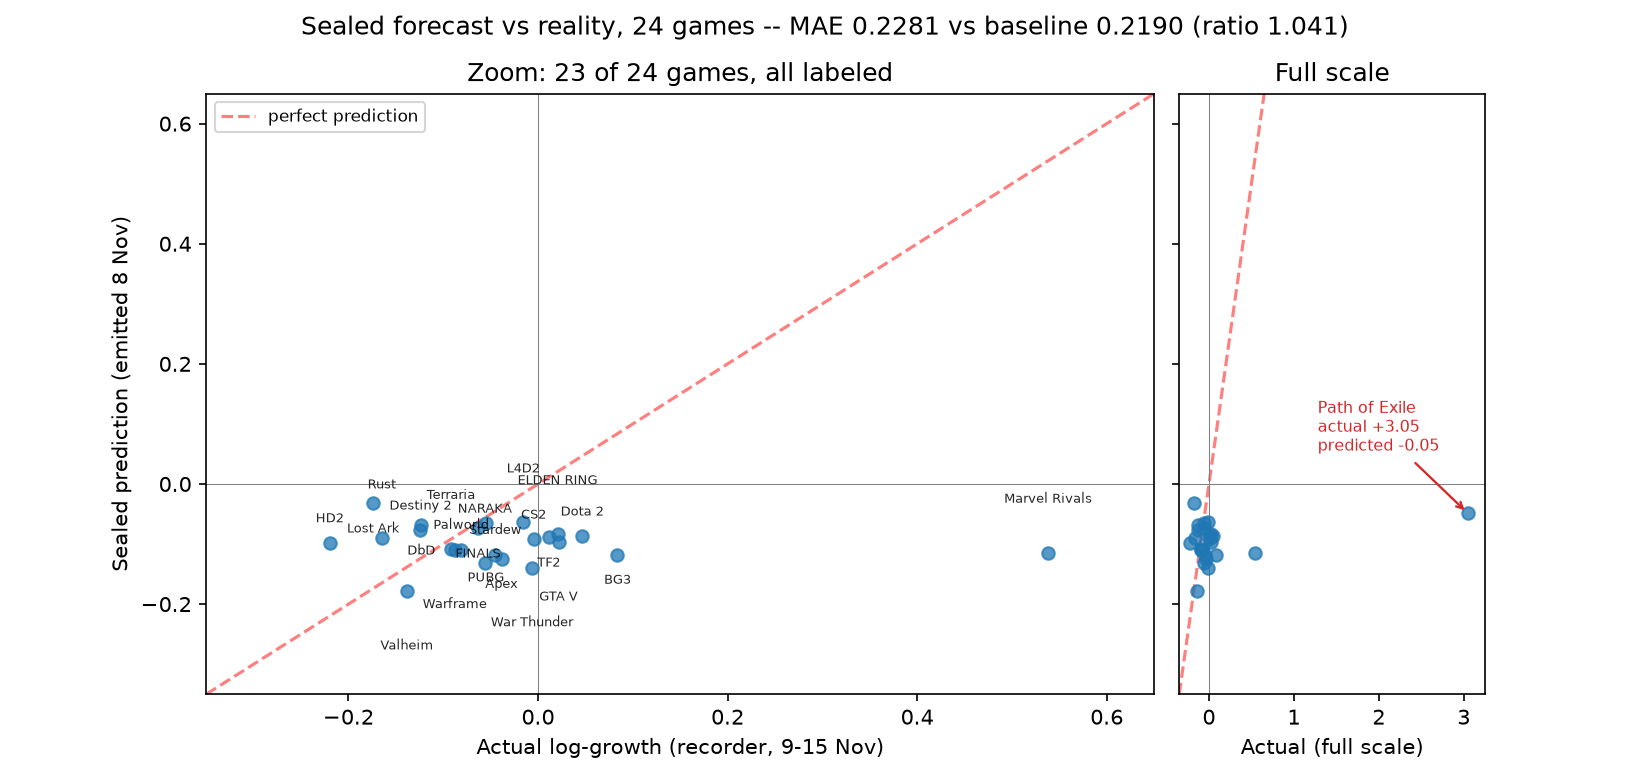 Sealed forecast vs reality, 24 games -- MAE 0.2281 vs baseline 0.2190 (ratio 1.041)
Zoom: 23 of 24 games, all labeled
perfect prediction
Sealed prediction (emitted 8 Nov)
0.6
0.4
0.2
0.0
−0.2
L4D2
ELDEN RING
Rust
Terraria
Marvel Rivals
Destiny 2
NARAKA
CS2
Dota 2
HD2
Lost Ark
Palworld
Stardew
DbD
FINALS
TF2
PUBG
Apex
BG3
Warframe
GTA V
War Thunder
Valheim
−0.2
0.0
0.2
0.4
0.6
Actual log-growth (recorder, 9-15 Nov)
Full scale
Path of Exile
actual +3.05
predicted -0.05
0
1
2
3
Actual (full scale)